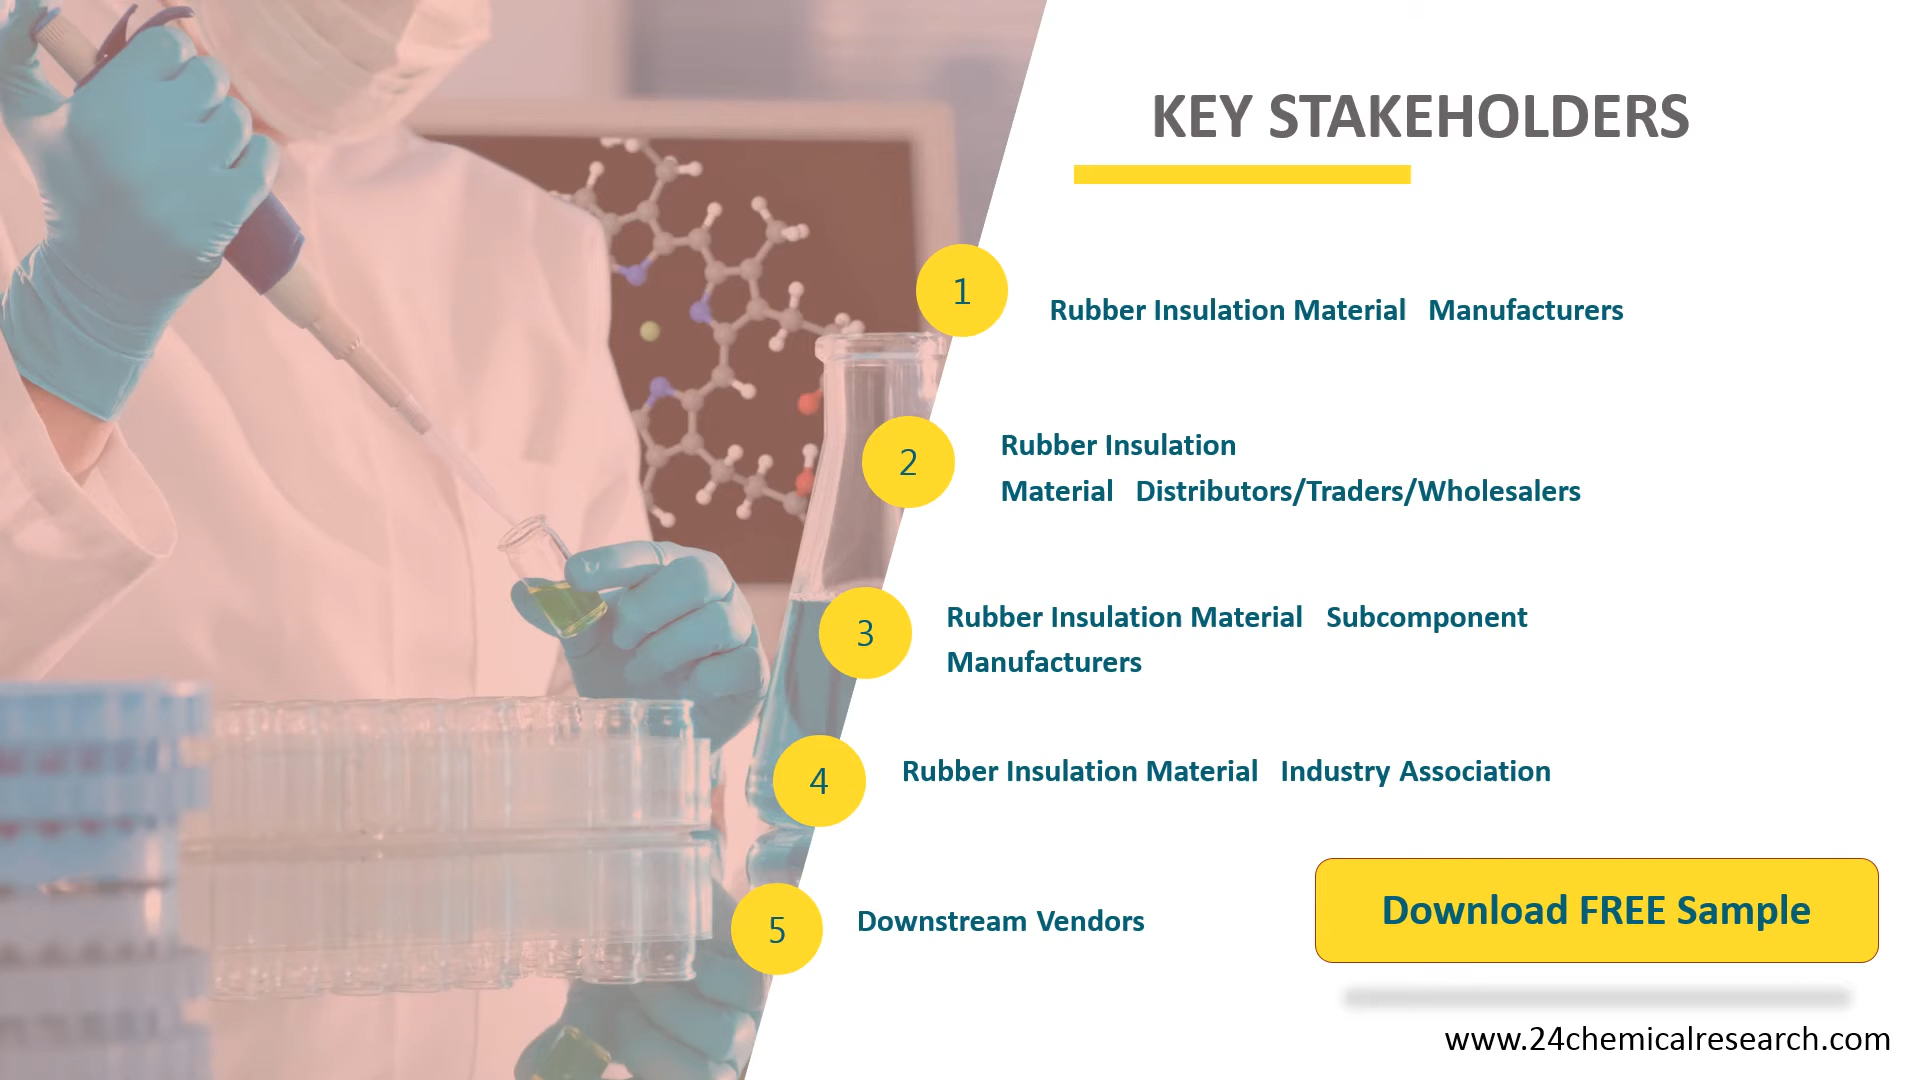 KEY STAKEHOLDERS
1
Rubber Insulation Material Manufacturers
2
Rubber Insulation
Material Distributors/Traders/Wholesalers
3
Rubber Insulation Material Subcomponent
Manufacturers
4
Rubber Insulation Material Industry Association
5
Downstream Vendors
Download FREE Sample
www.24chemicalresearch.com